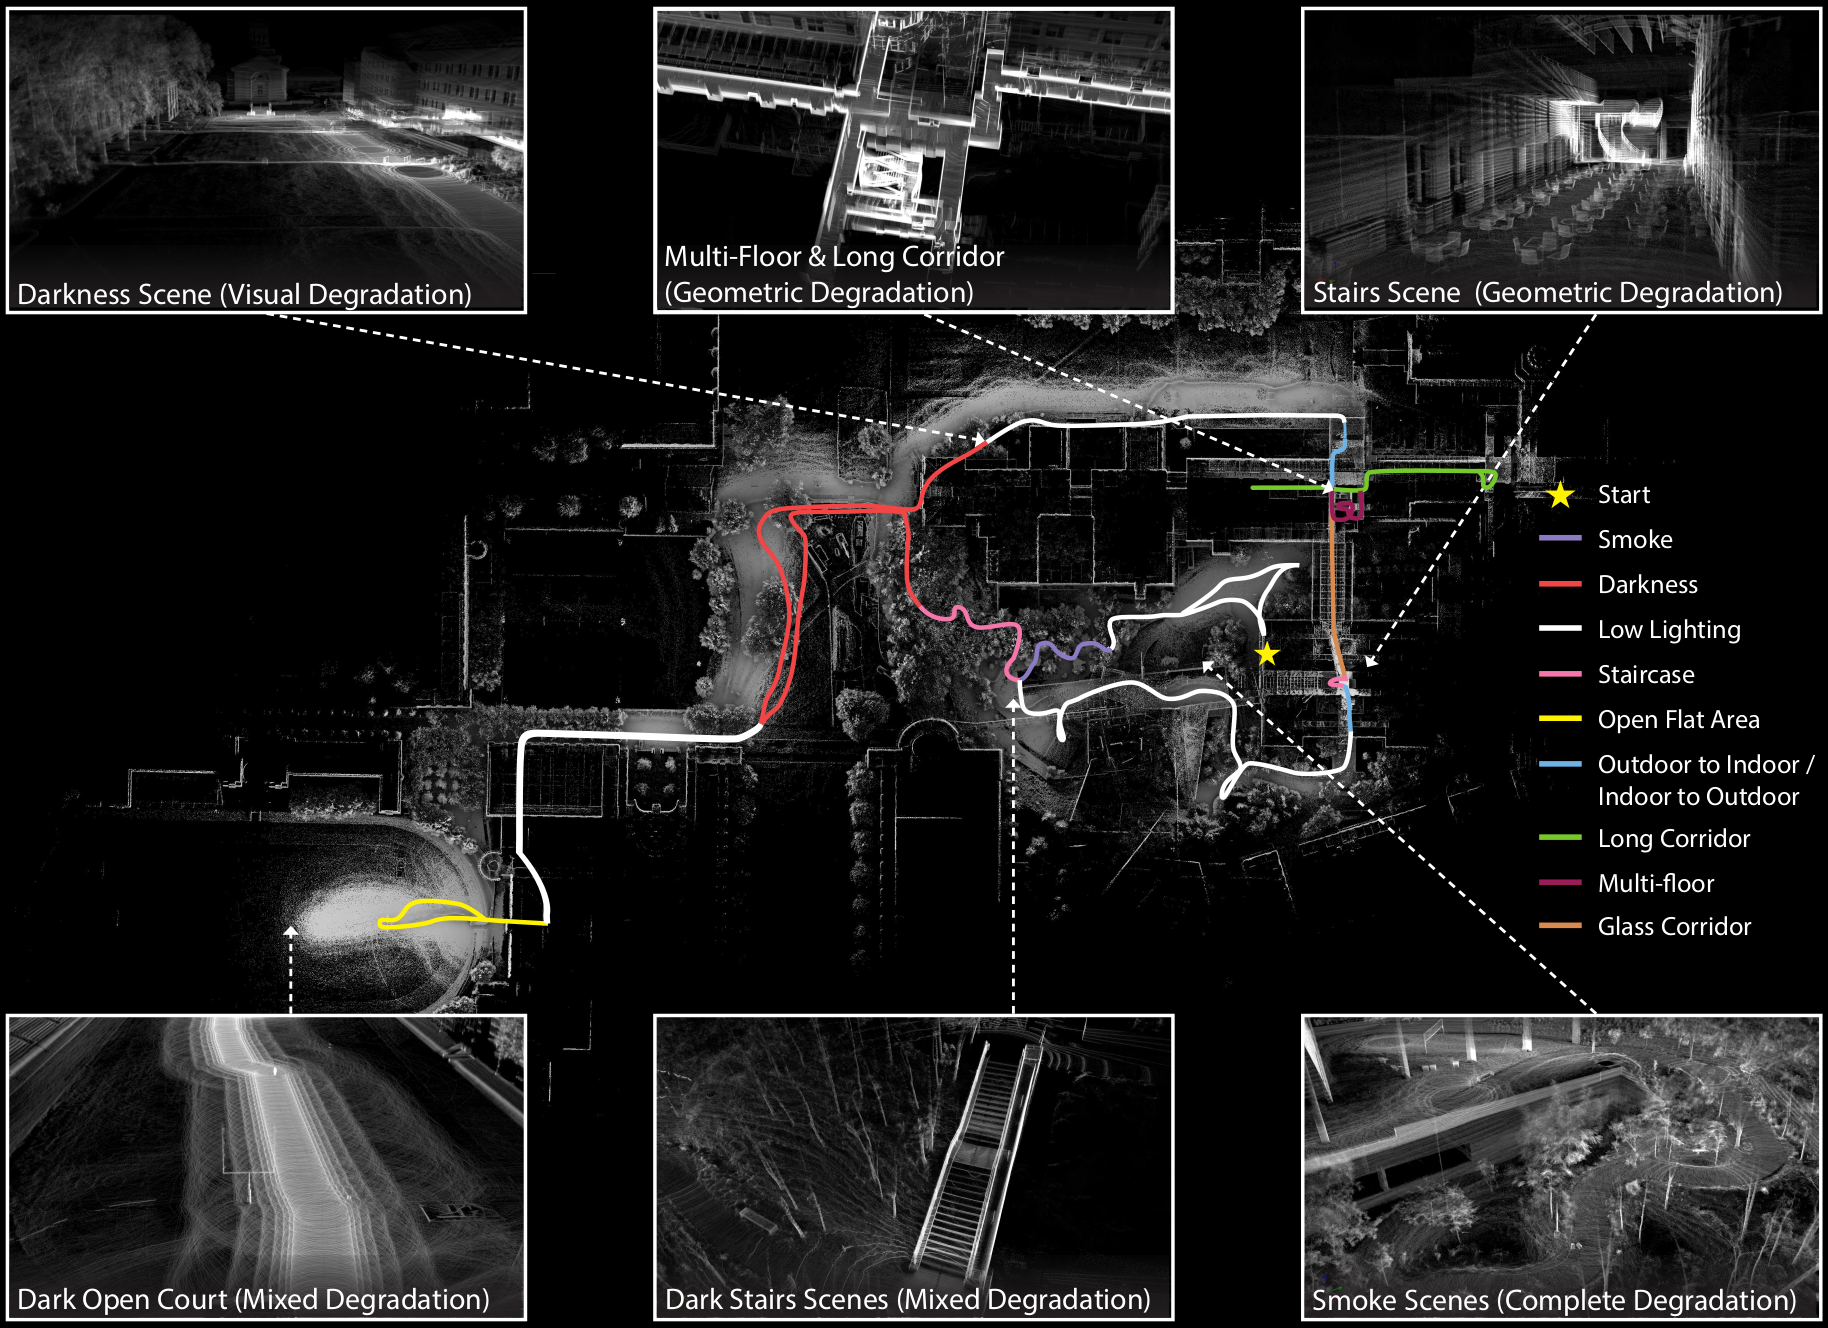 Darkness Scene (Visual Degradation)
Multi-Floor & Long Corridor
(Geometric Degradation)
Stairs Scene (Geometric Degradation)
Start
Smoke
Darkness
Low Lighting
Staircase
Open Flat Area
Outdoor to Indoor /
Indoor to Outdoor
Long Corridor
Multi-floor
Glass Corridor
Dark Open Court (Mixed Degradation)
Dark Stairs Scenes (Mixed Degradation)
Smoke Scenes (Complete Degradation)